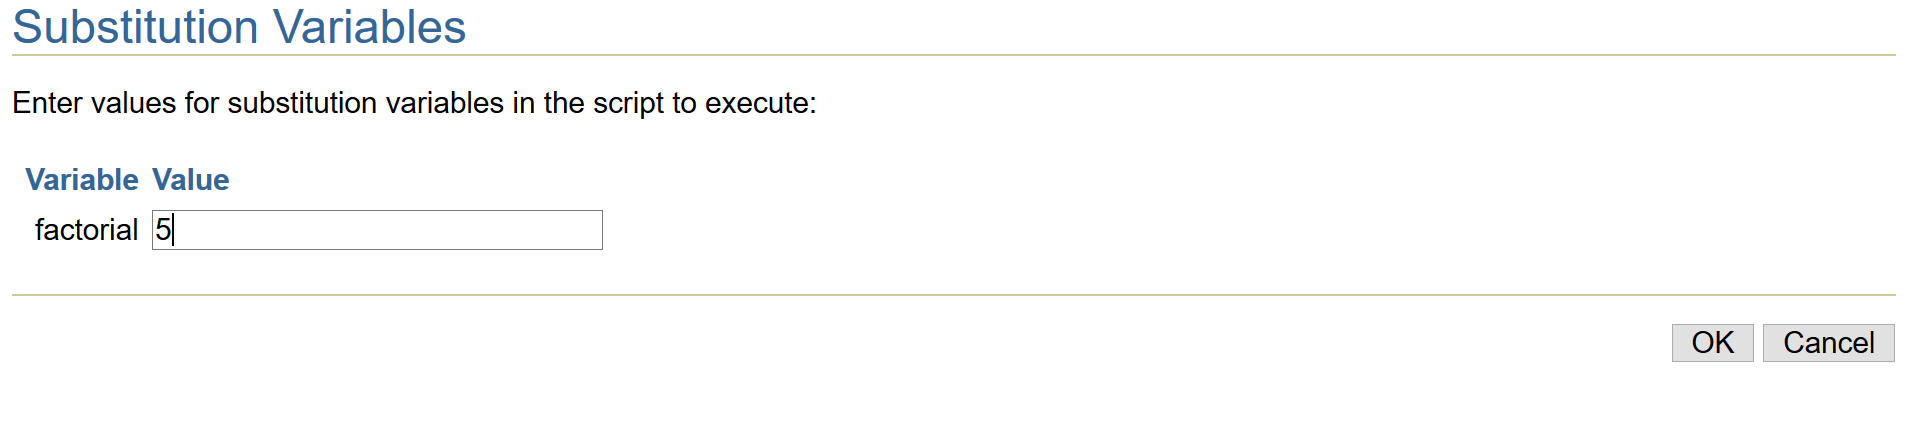 Substitution Variables
Enter values for substitution variables in the script to execute:
Variable Value
factorial 5
OK Cancel